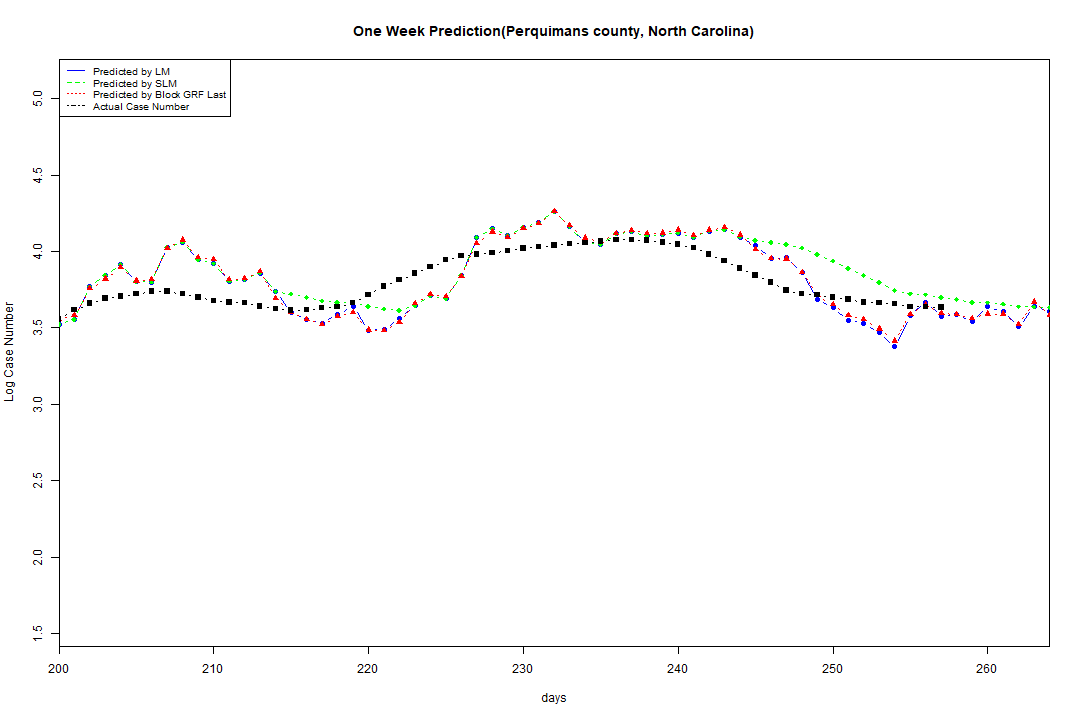 One Week Prediction(Perquimans county, North Carolina)
Predicted by LM
Predicted by SLM
Predicted by Block GRF Last
Actual Case Number
5.0
4.5
4.0
3.5
3.0
2.5
2.0
1.5
Log Case Number
200 210 220 230 240 250 260
days